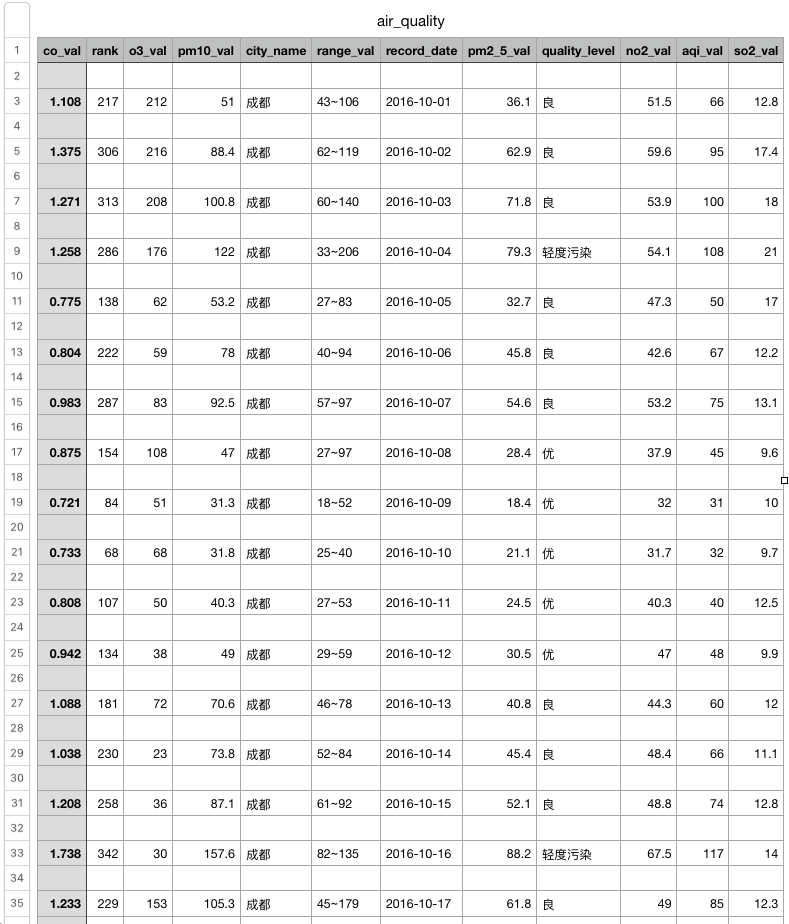 air_quality
1 co_val rank o3_val pm10_val city_name range_val record_date pm2_5_val quality_level no2_val aqi_val so2_val
2
3 1.108 217 212 51 成都 43~106 2016-10-01 36.1 良 51.5 66 12.8
4
5 1.375 306 216 88.4 成都 62~119 2016-10-02 62.9 良 59.6 95 17.4
6
7 1.271 313 208 100.8 成都 60~140 2016-10-03 71.8 良 53.9 100 18
8
9 1.258 286 176 122 成都 33~206 2016-10-04 79.3 轻度污染 54.1 108 21
10
11 0.775 138 62 53.2 成都 27~83 2016-10-05 32.7 良 47.3 50 17
12
13 0.804 222 59 78 成都 40~94 2016-10-06 45.8 良 42.6 67 12.2
14
15 0.983 287 83 92.5 成都 57~97 2016-10-07 54.6 良 53.2 75 13.1
16
17 0.875 154 108 47 成都 27~97 2016-10-08 28.4 优 37.9 45 9.6
18
19 0.721 84 51 31.3 成都 18~52 2016-10-09 18.4 优 32 31 10
20
21 0.733 68 68 31.8 成都 25~40 2016-10-10 21.1 优 31.7 32 9.7
22
23 0.808 107 50 40.3 成都 27~53 2016-10-11 24.5 优 40.3 40 12.5
24
25 0.942 134 38 49 成都 29~59 2016-10-12 30.5 优 47 48 9.9
26
27 1.088 181 72 70.6 成都 46~78 2016-10-13 40.8 良 44.3 60 12
28
29 1.038 230 23 73.8 成都 52~84 2016-10-14 45.4 良 48.4 66 11.1
30
31 1.208 258 36 87.1 成都 61~92 2016-10-15 52.1 良 48.8 74 12.8
32
33 1.738 342 30 157.6 成都 82~135 2016-10-16 88.2 轻度污染 67.5 117 14
34
35 1.233 229 153 105.3 成都 45~179 2016-10-17 61.8 良 49 85 12.3